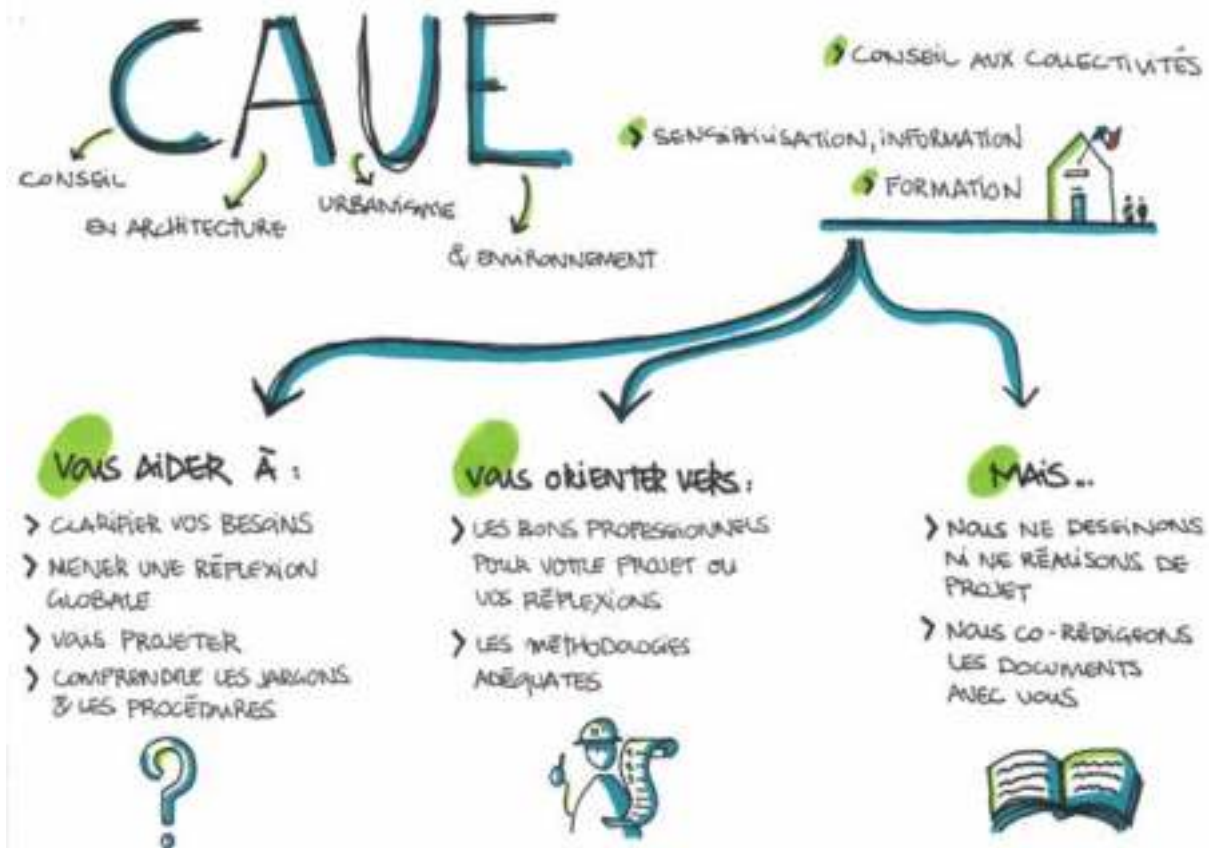 CAUE
CONSEIL
EN ARCHITECTURE
URBANISME
& ENVIRONNEMENT
> CONSEIL AUX COLLECTIVITÉS
> SENSIBILISATION, INFORMATION
> FORMATION
VOUS AIDER À :
> CLARIFIER VOS BESOINS
> MENER UNE RÉFLEXION
GLOBALE
> VOUS PROJETER
> COMPRENDRE LES JARGONS
& LES PROCÉDURES
VOUS ORIENTER VERS :
> LES BONS PROFESSIONNELS
POUR VOTRE PROJET OU
VOS RÉFLEXIONS
> LES MÉTHODOLOGIES
ADÉQUATES
MAIS...
> NOUS NE DESSINONS
NI NE RÉALISONS DE
PROJET
> NOUS CO-RÉDIGEONS
LES DOCUMENTS
AVEC VOUS